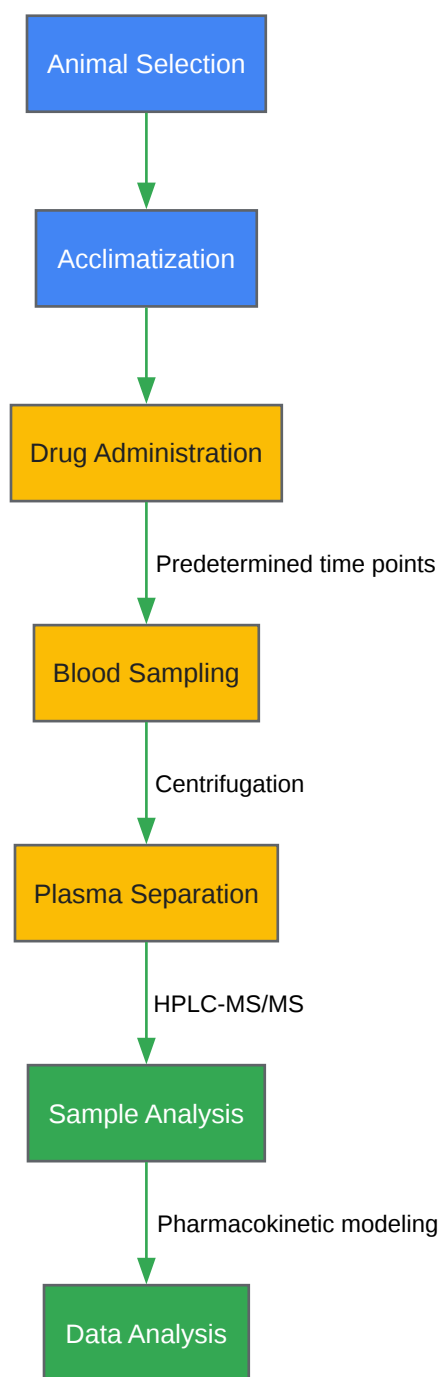 Animal Selection
Acclimatization
Drug Administration
Predetermined time points
Blood Sampling
Centrifugation
Plasma Separation
HPLC-MS/MS
Sample Analysis
Pharmacokinetic modeling
Data Analysis